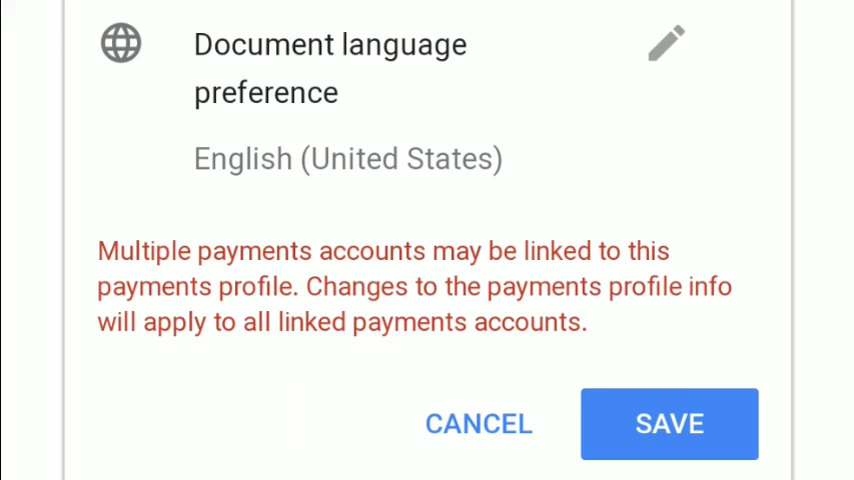 Document language
preference
English (United States)
Multiple payments accounts may be linked to this
payments profile. Changes to the payments profile info
will apply to all linked payments accounts.
CANCEL SAVE